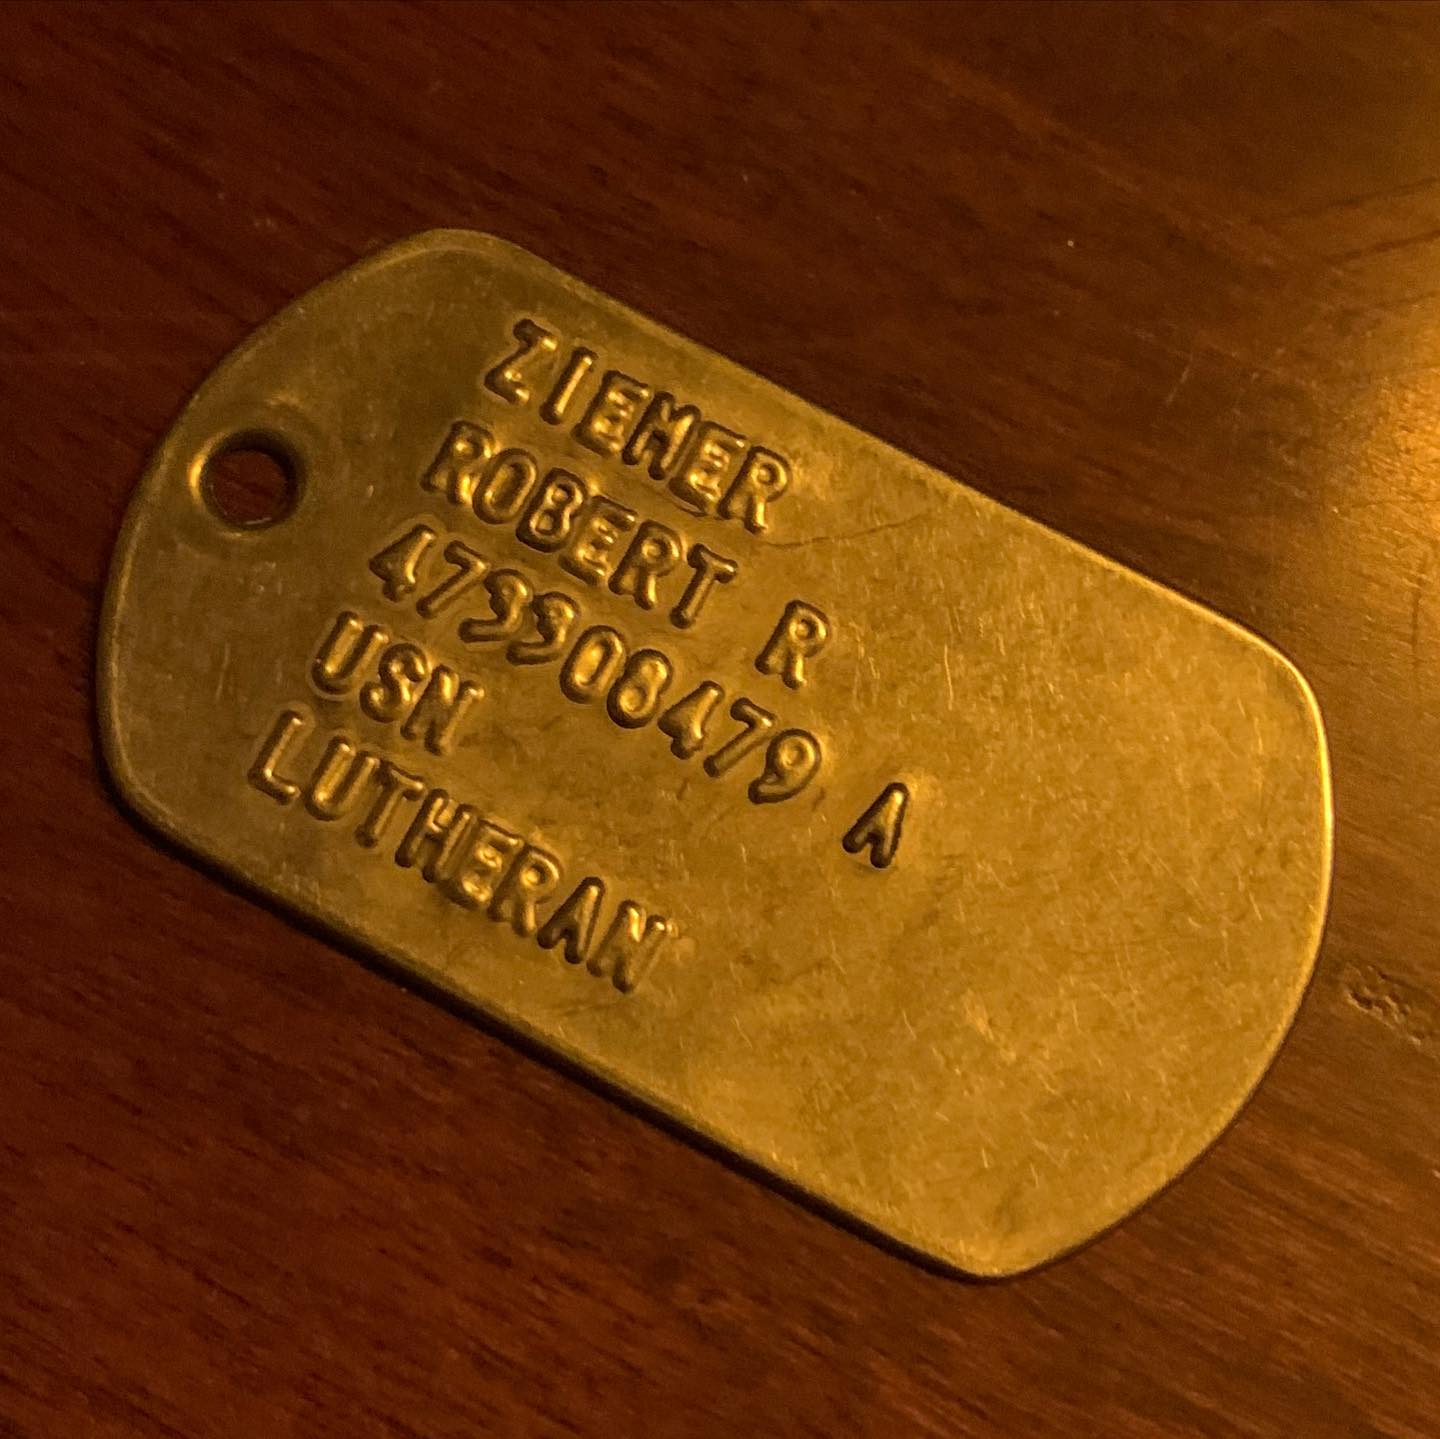 ZIEMER
ROBERT R
473308479 A
USN
LUTHERAN